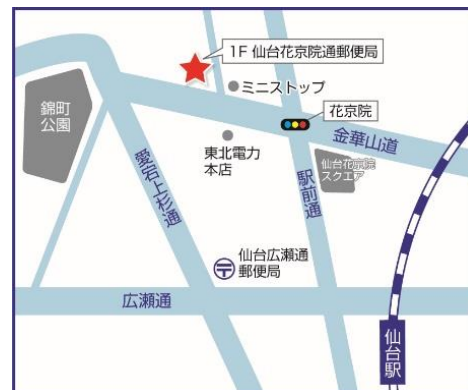 1F 仙台花京院通郵便局
ミニストップ
錦町
公園
花京院
金華山道
東北電力
本店
仙台花京院
スクエア
愛宕上杉通
駅前通
仙台広瀬通
郵便局
広瀬通
仙台駅